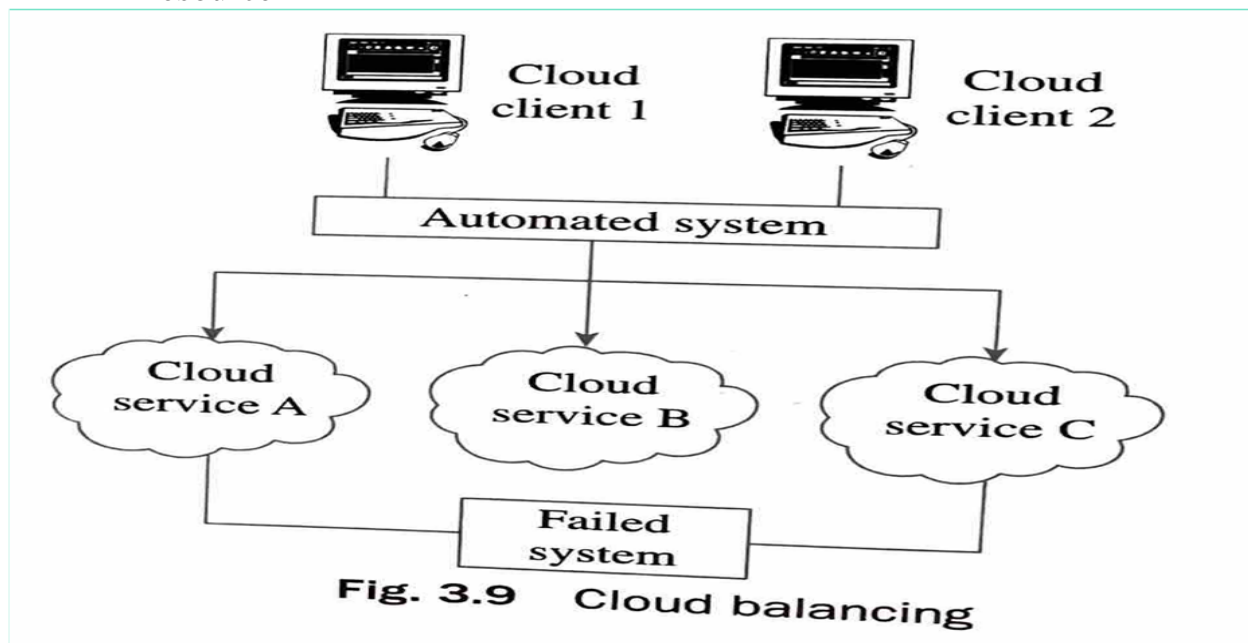 Cloud
client 1
Cloud
client 2
Automated system
Cloud
service A
Cloud
service B
Cloud
service C
Failed
system
Fig. 3.9 Cloud balancing